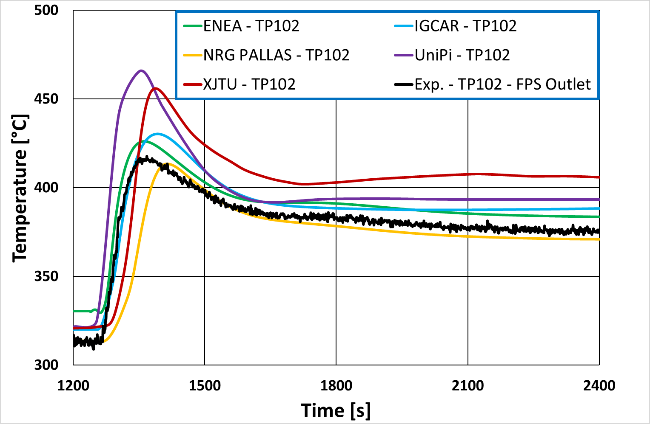 500
ENEA - TP102 IGCAR - TP102
NRG PALLAS - TP102 UniPi - TP102
XJTU - TP102 Exp. - TP102 - FPS Outlet
450
400
350
300
Temperature [°C]
1200 1500 1800 2100 2400
Time [s]